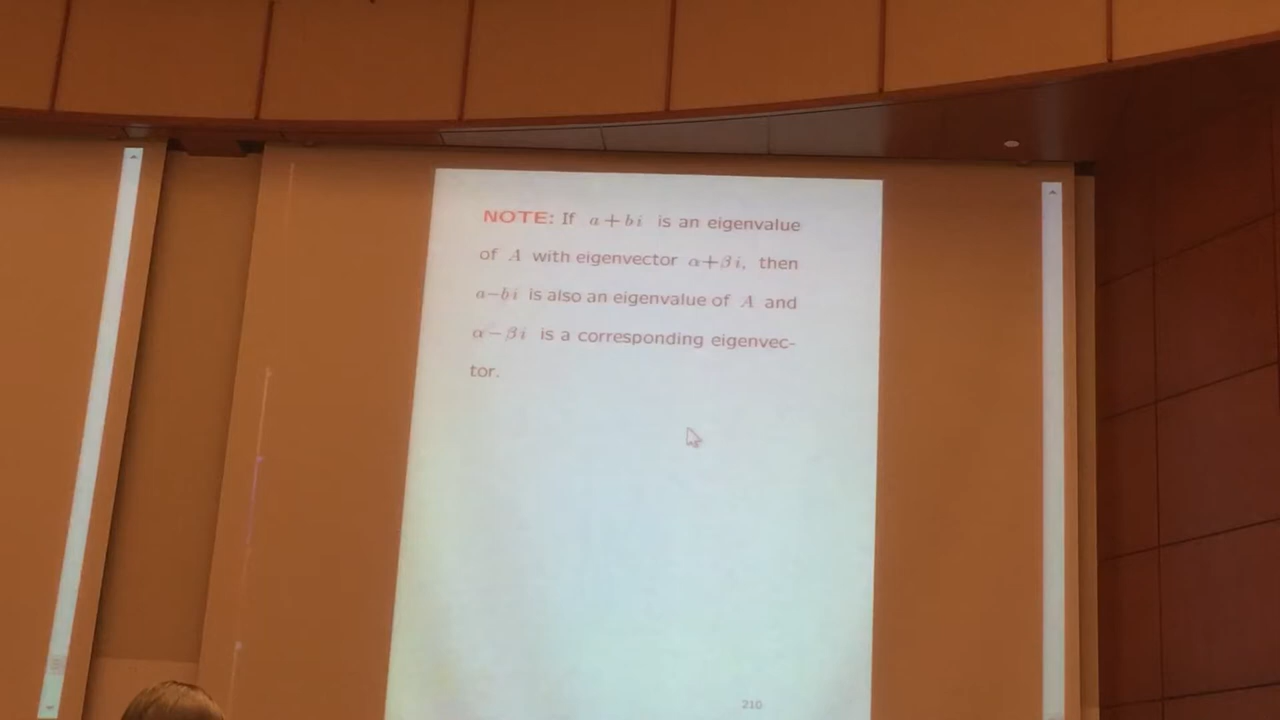 NOTE: If a+bi is an eigenvalue
of A with eigenvector α+βi, then
a−bi is also an eigenvalue of A and
α−βi is a corresponding eigenvec-
tor.
210